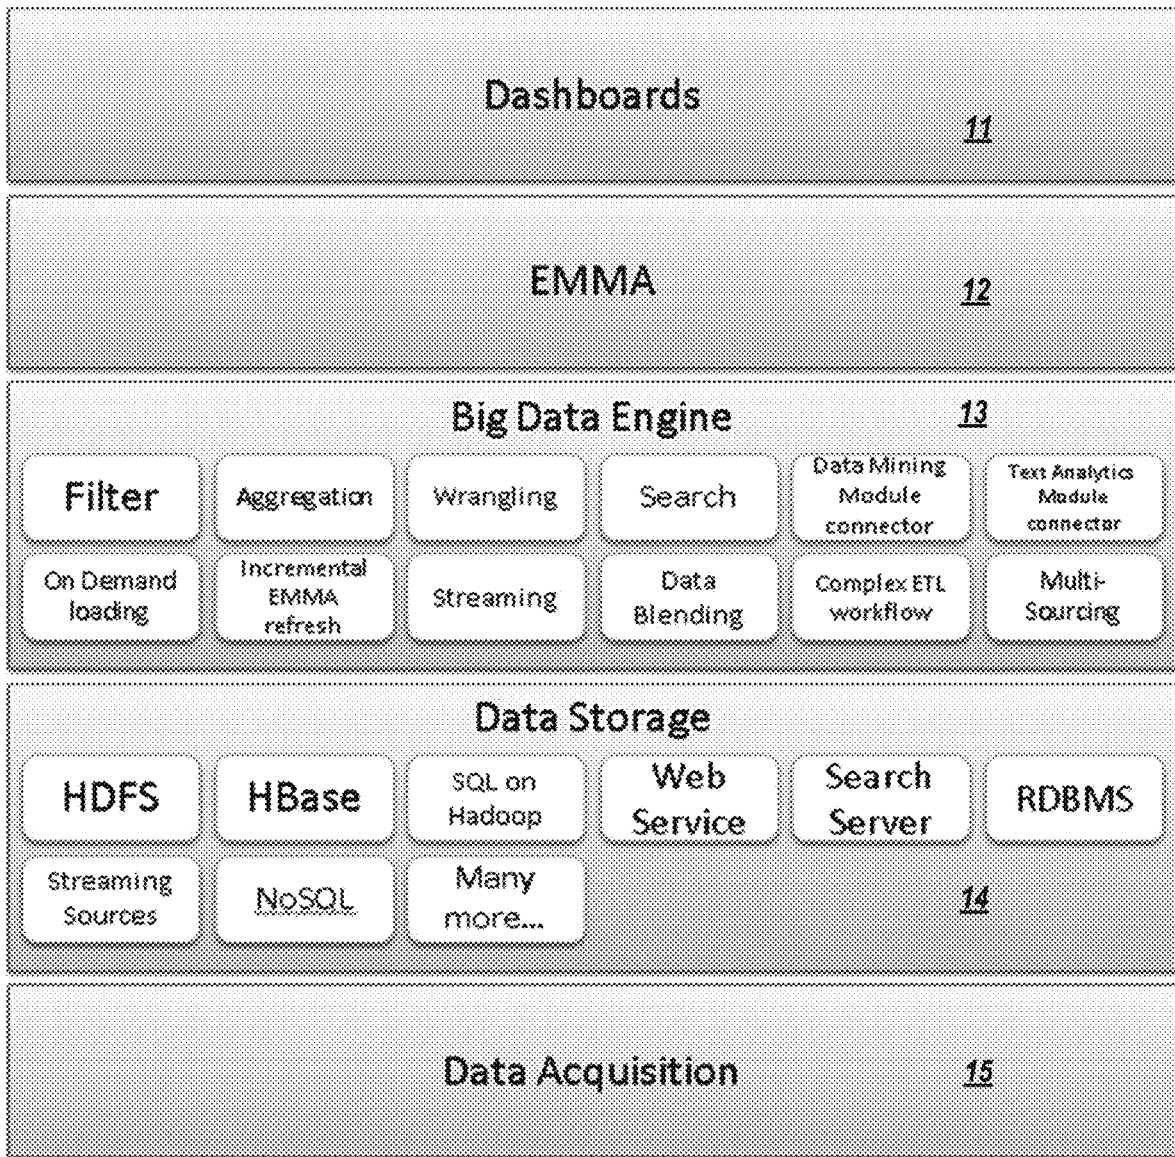 Dashboards
11
EMMA
12
Big Data Engine
13
Filter
Aggregation
Wrangling
Search
Data Mining
Module
connector
Text Analytics
Module
connector
On Demand
loading
Incremental
EMMA
refresh
Streaming
Data
Blending
Complex ETL
workflow
Multi-
Sourcing
Data Storage
HDFS
HBase
SQL on
Hadoop
Web
Service
Search
Server
RDBMS
Streaming
Sources
NoSQL
Many
more...
14
Data Acquisition
15